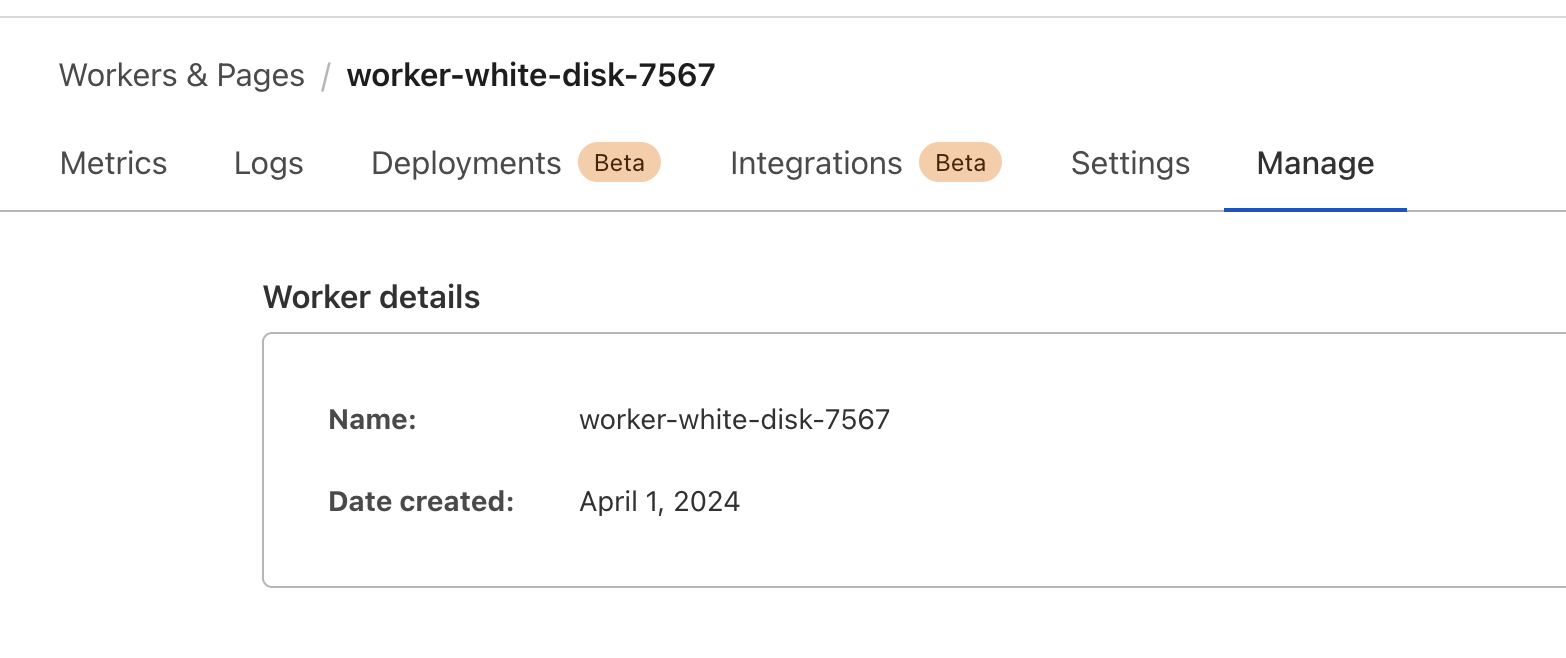 Workers & Pages / worker-white-disk-7567
Metrics Logs Deployments Beta Integrations Beta Settings Manage
Worker details
Name: worker-white-disk-7567
Date created: April 1, 2024